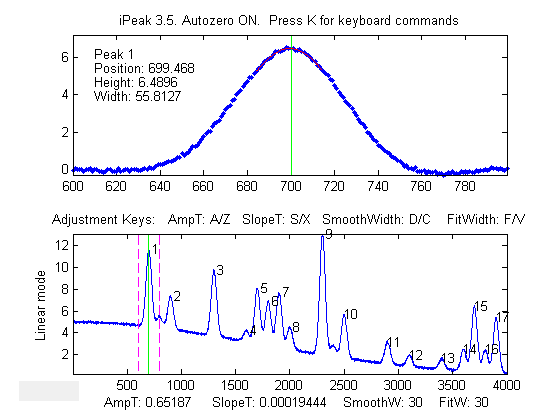 iPeak 3.5. Autozero ON. Press K for keyboard commands
6
4
2
0
Peak 1
Position: 699.468
Height: 6.4896
Width: 55.8127
600 620 640 660 680 700 720 740 760 780
Adjustment Keys: AmpT: A/Z SlopeT: S/X SmoothWidth: D/C FitWidth: F/V
Linear mode
12
10
8
6
4
2
1 2 3 4 5 6 7 8 9 10 11 12 13 14 15 16 17
500 1000 1500 2000 2500 3000 3500 4000
AmpT: 0.65187 SlopeT: 0.00019444 SmoothW: 30 FitW: 30